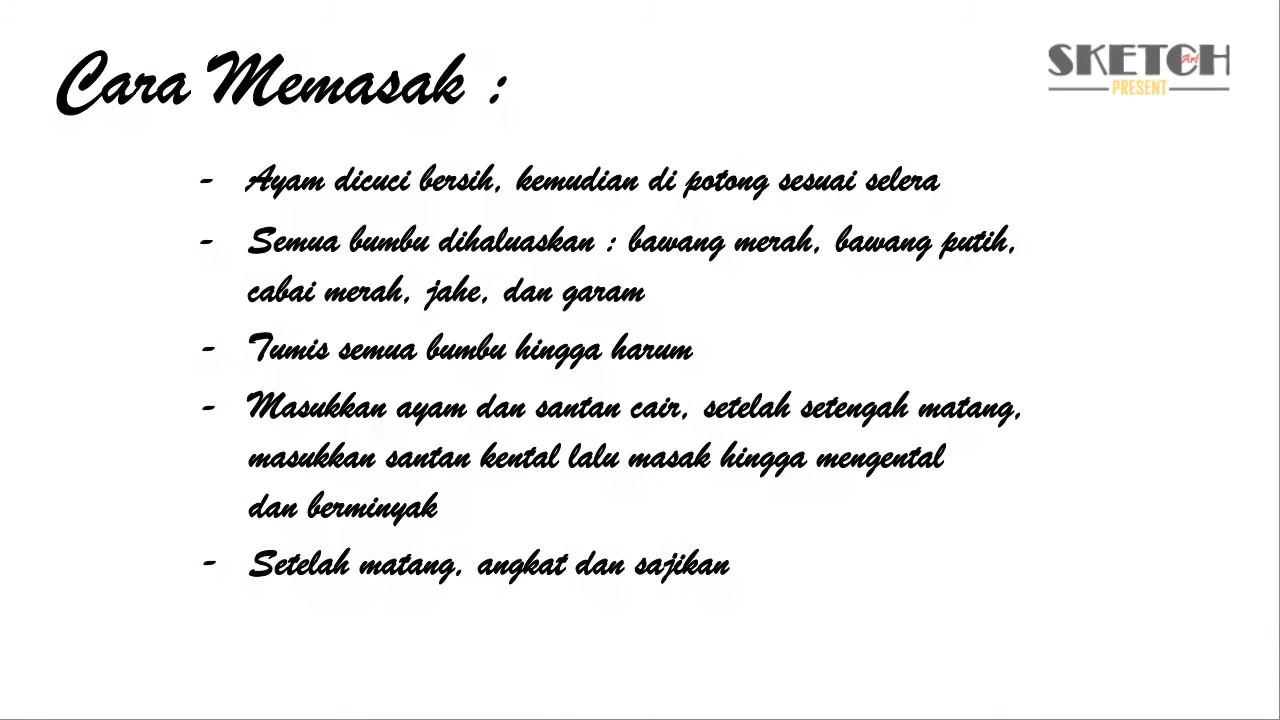 Cara Memasak :
SKETCH
Art
PRESENT
- Ayam dicuci bersih, kemudian di potong sesuai selera
- Semua bumbu dihaluaskan : bawang merah, bawang putih,
cabai merah, jahe, dan garam
- Tumis semua bumbu hingga harum
- Masukkan ayam dan santan cair, setelah setengah matang,
masukkan santan kental lalu masak hingga mengental
dan berminyak
- Setelah matang, angkat dan sajikan